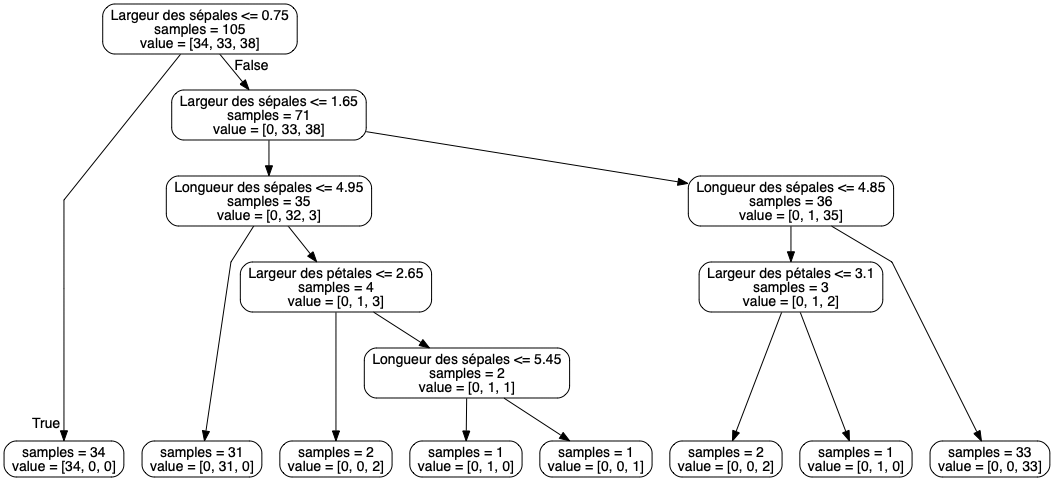 Largeur des sépales <= 0.75
samples = 105
value = [34, 33, 38]
False
Largeur des sépales <= 1.65
samples = 71
value = [0, 33, 38]
Longueur des sépales <= 4.95
samples = 35
value = [0, 32, 3]
Longueur des sépales <= 4.85
samples = 36
value = [0, 1, 35]
Largeur des pétales <= 2.65
samples = 4
value = [0, 1, 3]
Largeur des pétales <= 3.1
samples = 3
value = [0, 1, 2]
Longueur des sépales <= 5.45
samples = 2
value = [0, 1, 1]
True
samples = 34
value = [34, 0, 0]
samples = 31
value = [0, 31, 0]
samples = 2
value = [0, 0, 2]
samples = 1
value = [0, 1, 0]
samples = 1
value = [0, 0, 1]
samples = 2
value = [0, 0, 2]
samples = 1
value = [0, 1, 0]
samples = 33
value = [0, 0, 33]